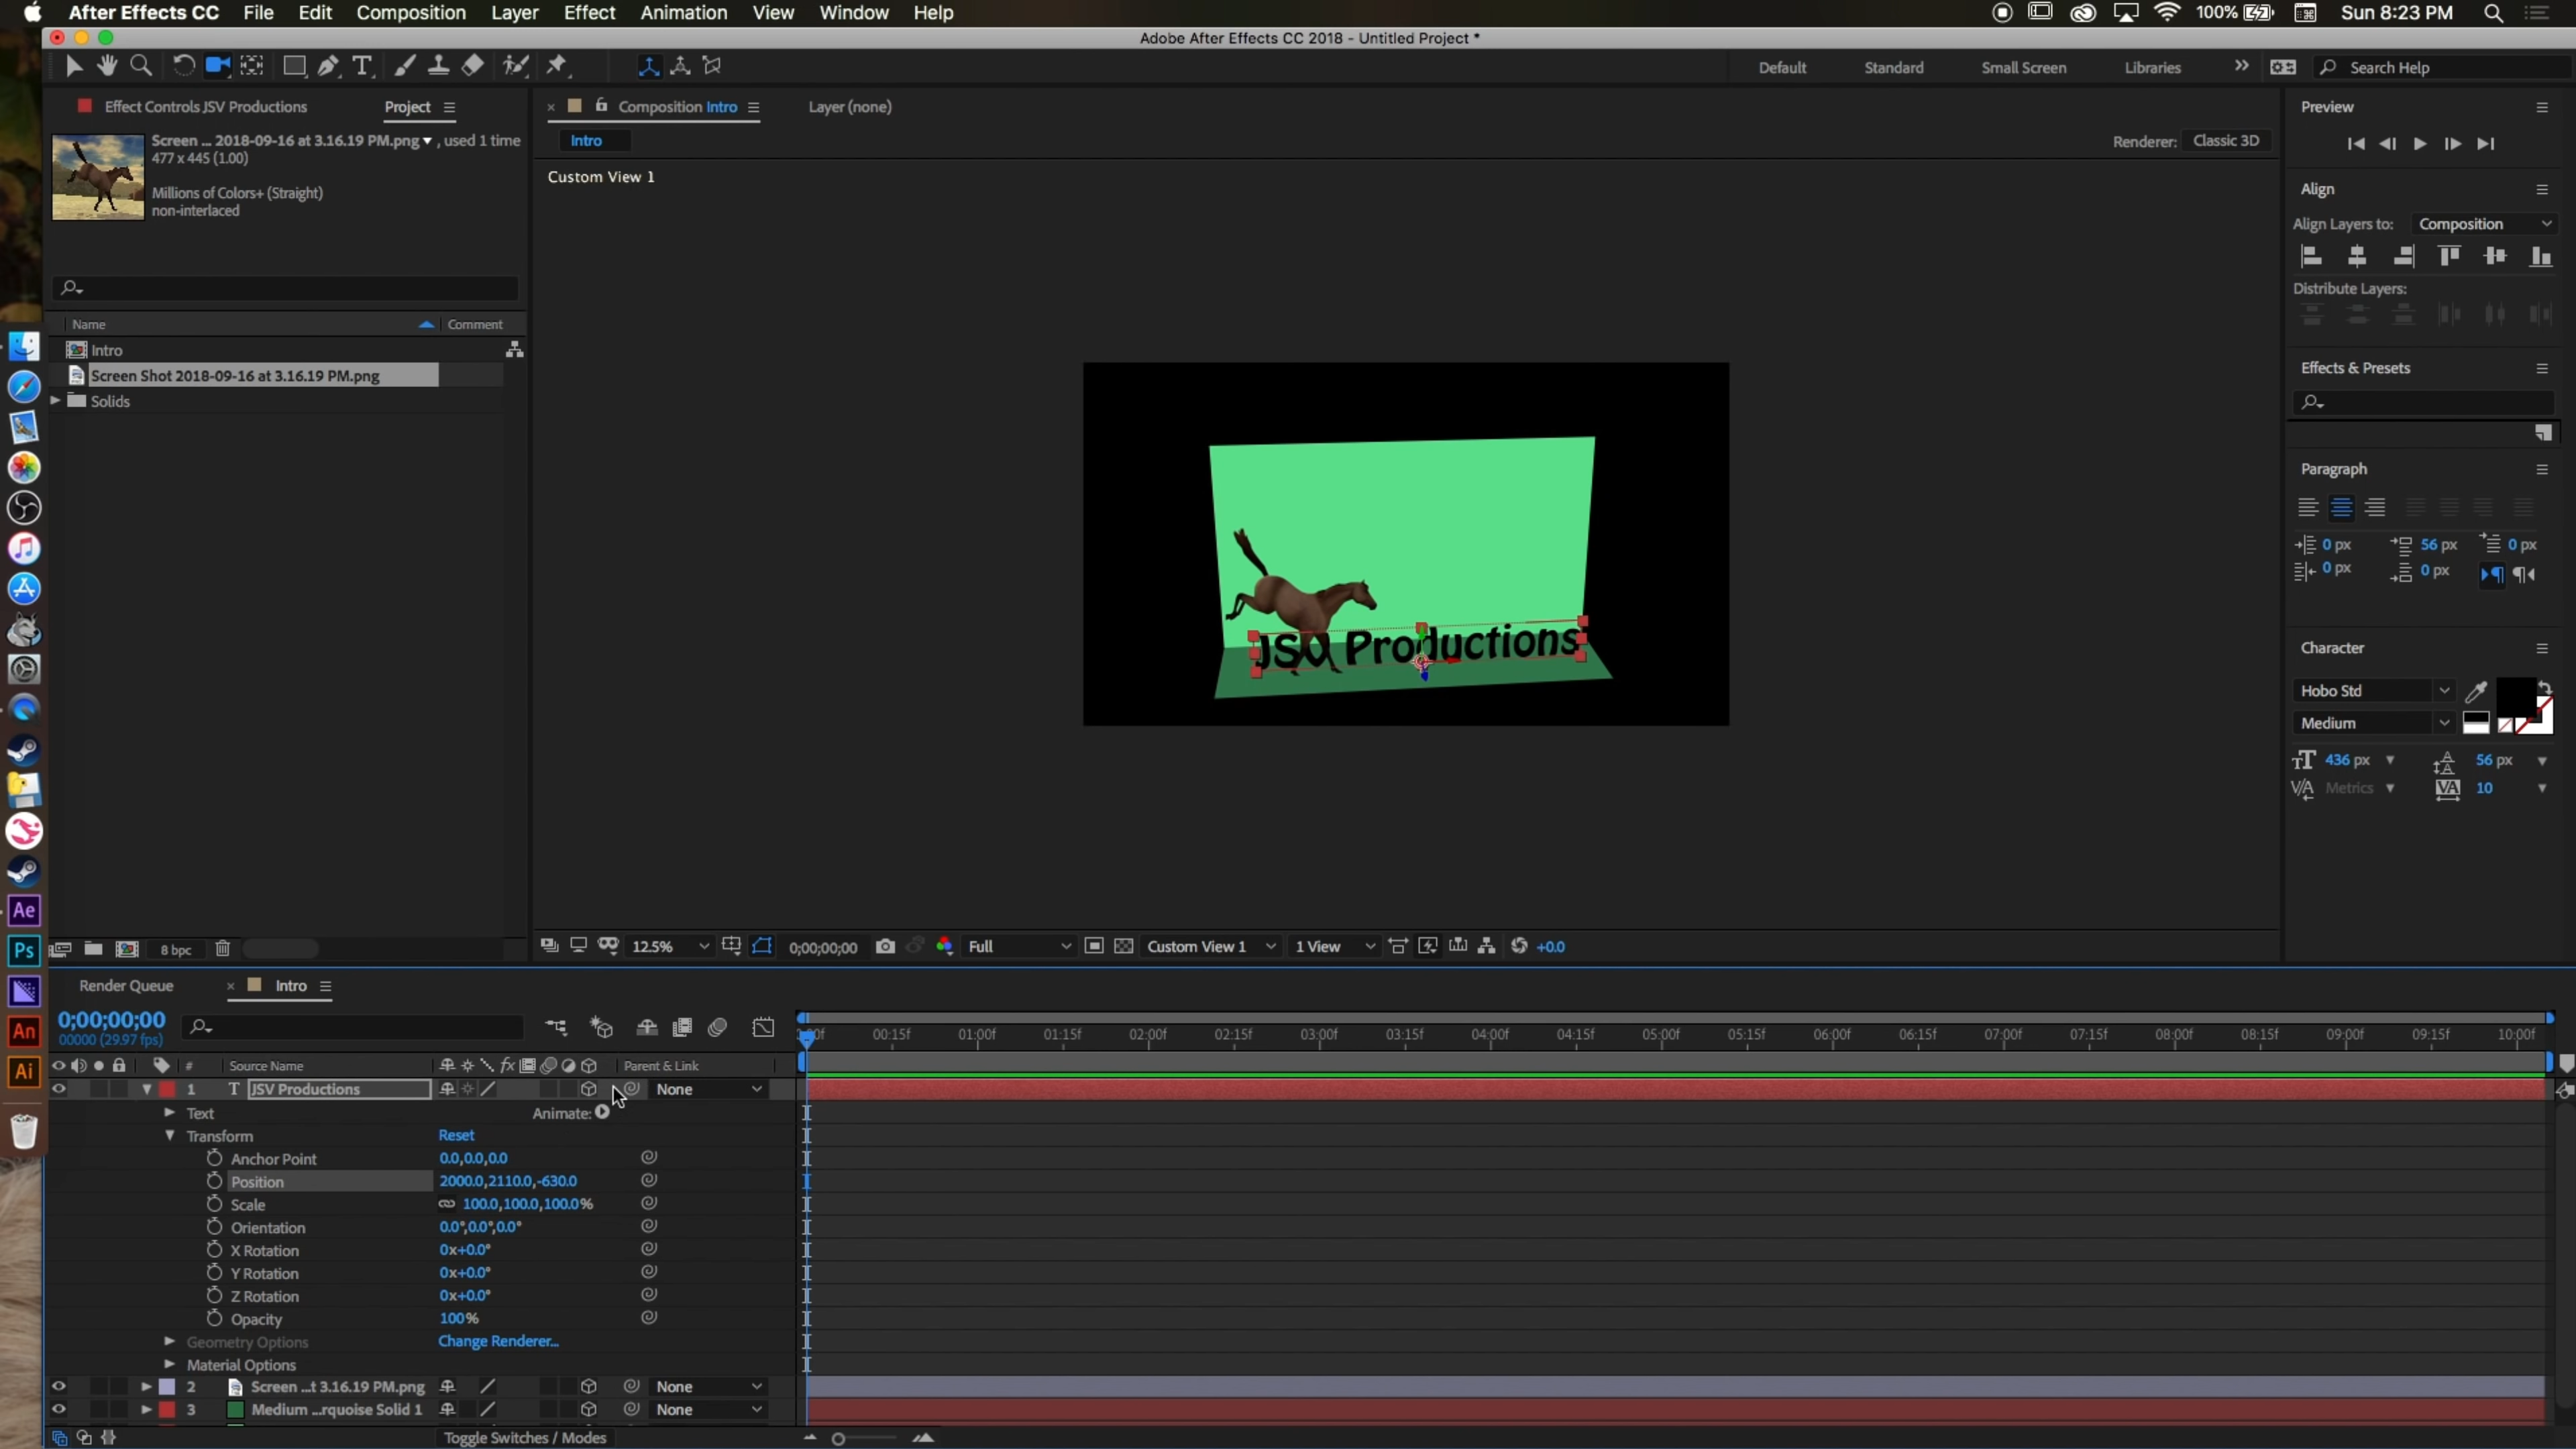 After Effects CC File Edit Composition Layer Effect Animation View Window Help 100% Sun 8:23 PM
Adobe After Effects CC 2018 - Untitled Project *
Default Standard Small Screen Libraries Search Help
Effect Controls JSV Productions Project
Composition Intro Layer (none)
Preview
Screen ... 2018-09-16 at 3.16.19 PM.png , used 1 time
477 x 445 (1.00)
Millions of Colors+ (Straight)
non-interlaced
Intro
Renderer: Classic 3D
Custom View 1
Align
Align Layers to: Composition
Distribute Layers:
Name Comment
Intro
Screen Shot 2018-09-16 at 3.16.19 PM.png
Solids
Effects & Presets
Paragraph
0 px 56 px 0 px
0 px 0 px
JSV Productions
Character
Hobo Std
Medium
436 px 56 px
Metrics 10
8 bpc
12.5% 0;00;00;00 Full Custom View 1 1 View +0.0
Render Queue Intro
0;00;00;00
00000 (29.97 fps)
00f 00:15f 01:00f 01:15f 02:00f 02:15f 03:00f 03:15f 04:00f 04:15f 05:00f 05:15f 06:00f 06:15f 07:00f 07:15f 08:00f 08:15f 09:00f 09:15f 10:00f
# Source Name fx Parent & Link
1 T JSV Productions None
Text Animate:
Transform Reset
Anchor Point 0.0,0.0,0.0
Position 2000.0,2110.0,-630.0
Scale 100.0,100.0,100.0%
Orientation 0.0°,0.0°,0.0°
X Rotation 0x+0.0°
Y Rotation 0x+0.0°
Z Rotation 0x+0.0°
Opacity 100%
Geometry Options Change Renderer...
Material Options
2 Screen ...t 3.16.19 PM.png None
3 Medium ...rquoise Solid 1 None
Toggle Switches / Modes
Ae
Ps
An
Ai